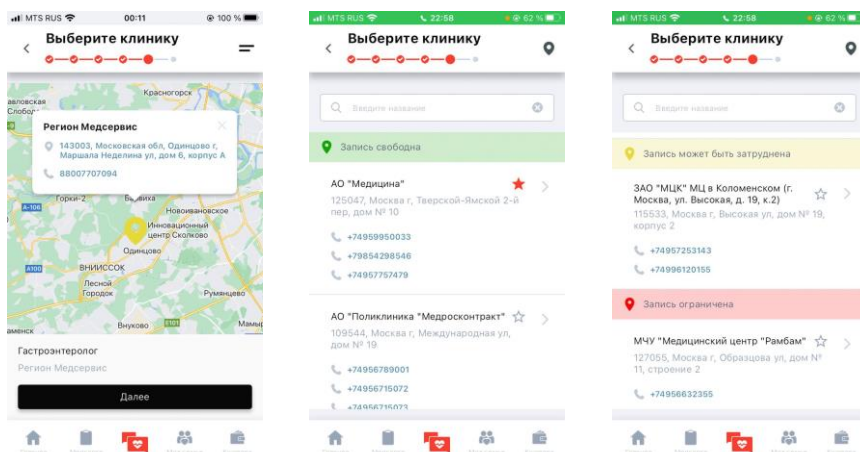 MTS RUS 00:11 100 %
Выберите клинику
Красногорск
Регион Медсервис
143003, Московская обл, Одинцово г,
Маршала Неделина ул, дом 6, корпус А
88007707094
Горки-2
A-106
Новоивановское
Инновационный
центр Сколково
Одинцово
A100
ВНИИССОК
Лесной
Городок
Румянцево
Внуково
E101
Гастроэнтеролог
Регион Медсервис
Далее
MTS RUS 22:58 62 %
Выберите клинику
Введите название
Запись свободна
АО "Медицина"
125047, Москва г, Тверской-Ямской 2-й
пер, дом № 10
+74959950033
+79854298546
+74957757479
АО "Поликлиника "Медросконтракт"
109544, Москва г, Международная ул,
дом № 19
+74956789001
+74956715072
+74956715073
MTS RUS 22:58 62 %
Выберите клинику
Введите название
Запись может быть затруднена
ЗАО "МЦК" МЦ в Коломенском (г.
Москва, ул. Высокая, д. 19, к.2)
115533, Москва г, Высокая ул, дом № 19,
корпус 2
+74957253143
+74996120155
Запись ограничена
МЧУ "Медицинский центр "Рамбам"
127055, Москва г, Образцова ул, дом №
11, строение 2
+74956632355